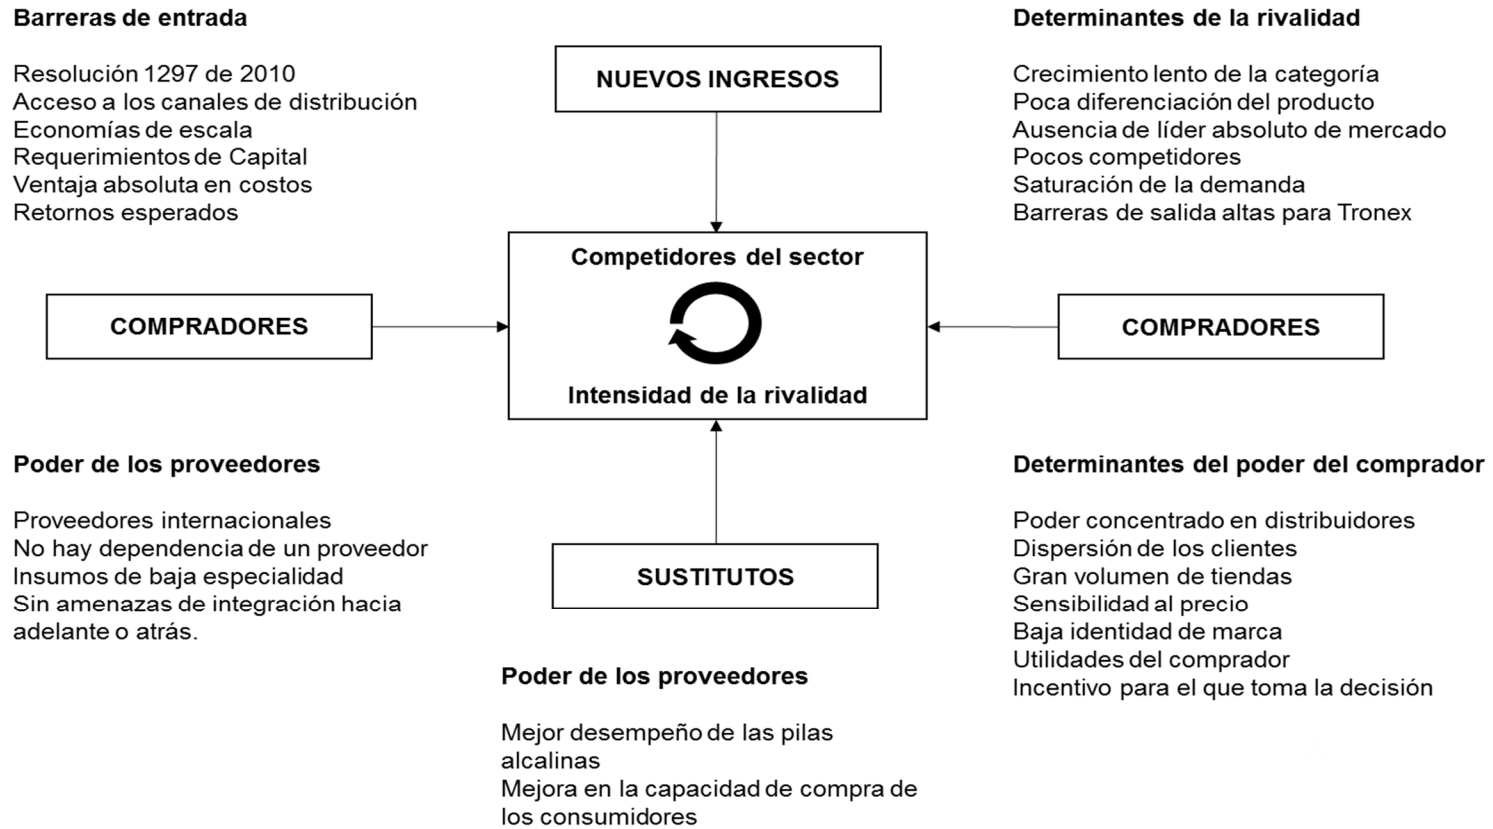 Barreras de entrada
Resolución 1297 de 2010
Acceso a los canales de distribución
Economías de escala
Requerimientos de Capital
Ventaja absoluta en costos
Retornos esperados
NUEVOS INGRESOS
Determinantes de la rivalidad
Crecimiento lento de la categoría
Poca diferenciación del producto
Ausencia de líder absoluto de mercado
Pocos competidores
Saturación de la demanda
Barreras de salida altas para Tronex
COMPRADORES
Competidores del sector
Intensidad de la rivalidad
COMPRADORES
Poder de los proveedores
Proveedores internacionales
No hay dependencia de un proveedor
Insumos de baja especialidad
Sin amenazas de integración hacia
adelante o atrás.
SUSTITUTOS
Poder de los proveedores
Mejor desempeño de las pilas
alcalinas
Mejora en la capacidad de compra de
los consumidores
Determinantes del poder del comprador
Poder concentrado en distribuidores
Dispersión de los clientes
Gran volumen de tiendas
Sensibilidad al precio
Baja identidad de marca
Utilidades del comprador
Incentivo para el que toma la decisión